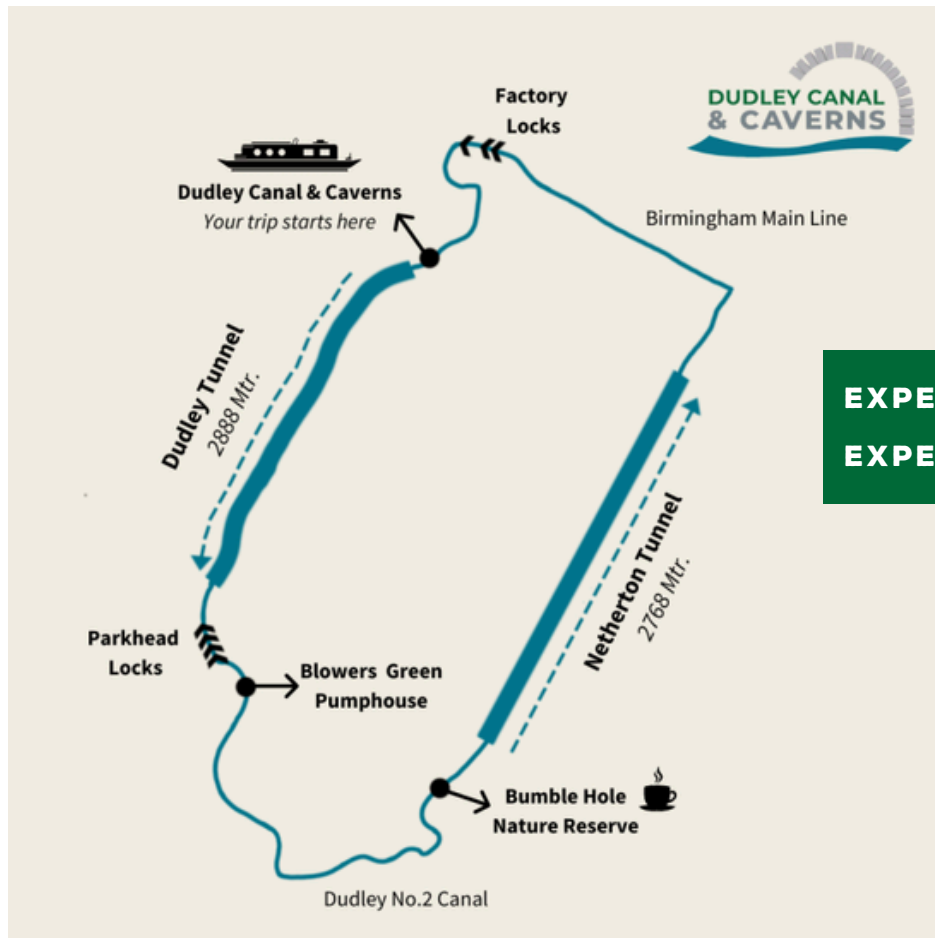 Factory
Locks
DUDLEY CANAL
& CAVERNS
Dudley Canal & Caverns
Your trip starts here
Birmingham Main Line
Dudley Tunnel
2888 Mtr.
EXPE
EXPE
Netherton Tunnel
2768 Mtr.
Parkhead
Locks
Blowers Green
Pumphouse
Bumble Hole
Nature Reserve
Dudley No.2 Canal